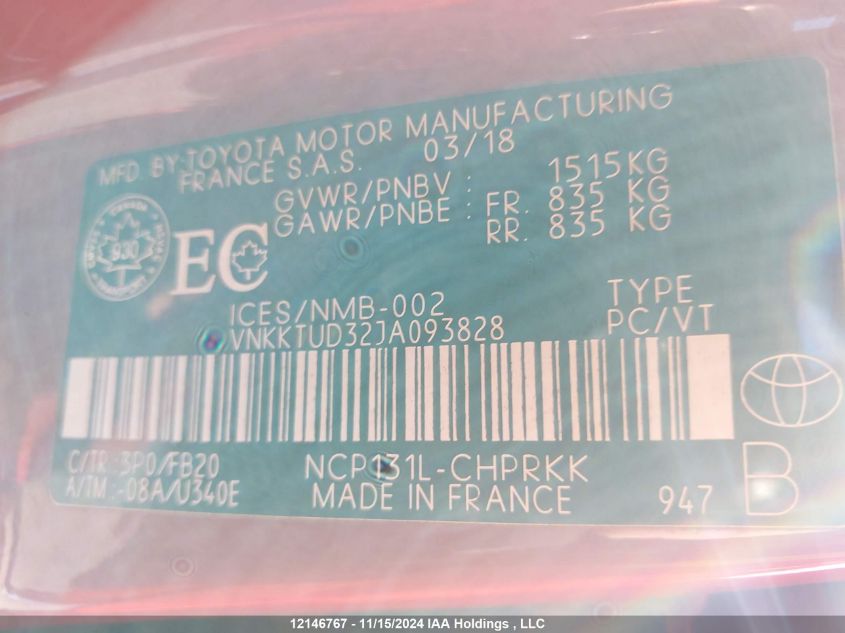 MFD. BY:TOYOTA MOTOR MANUFACTURING
FRANCE S.A.S. 03/18
GVWR/PNBV : 1515KG
GAWR/PNBE : FR. 835 KG
RR. 835 KG
CANADA
930
EC
ICES/NMB-002
VNKKTUD32JA093828
TYPE
PC/VT
C/TR :3P0/FB20
A/TM :-08A/U340E
NCP131L-CHPRKK
MADE IN FRANCE
947
B
12146767 - 11/15/2024 IAA Holdings , LLC